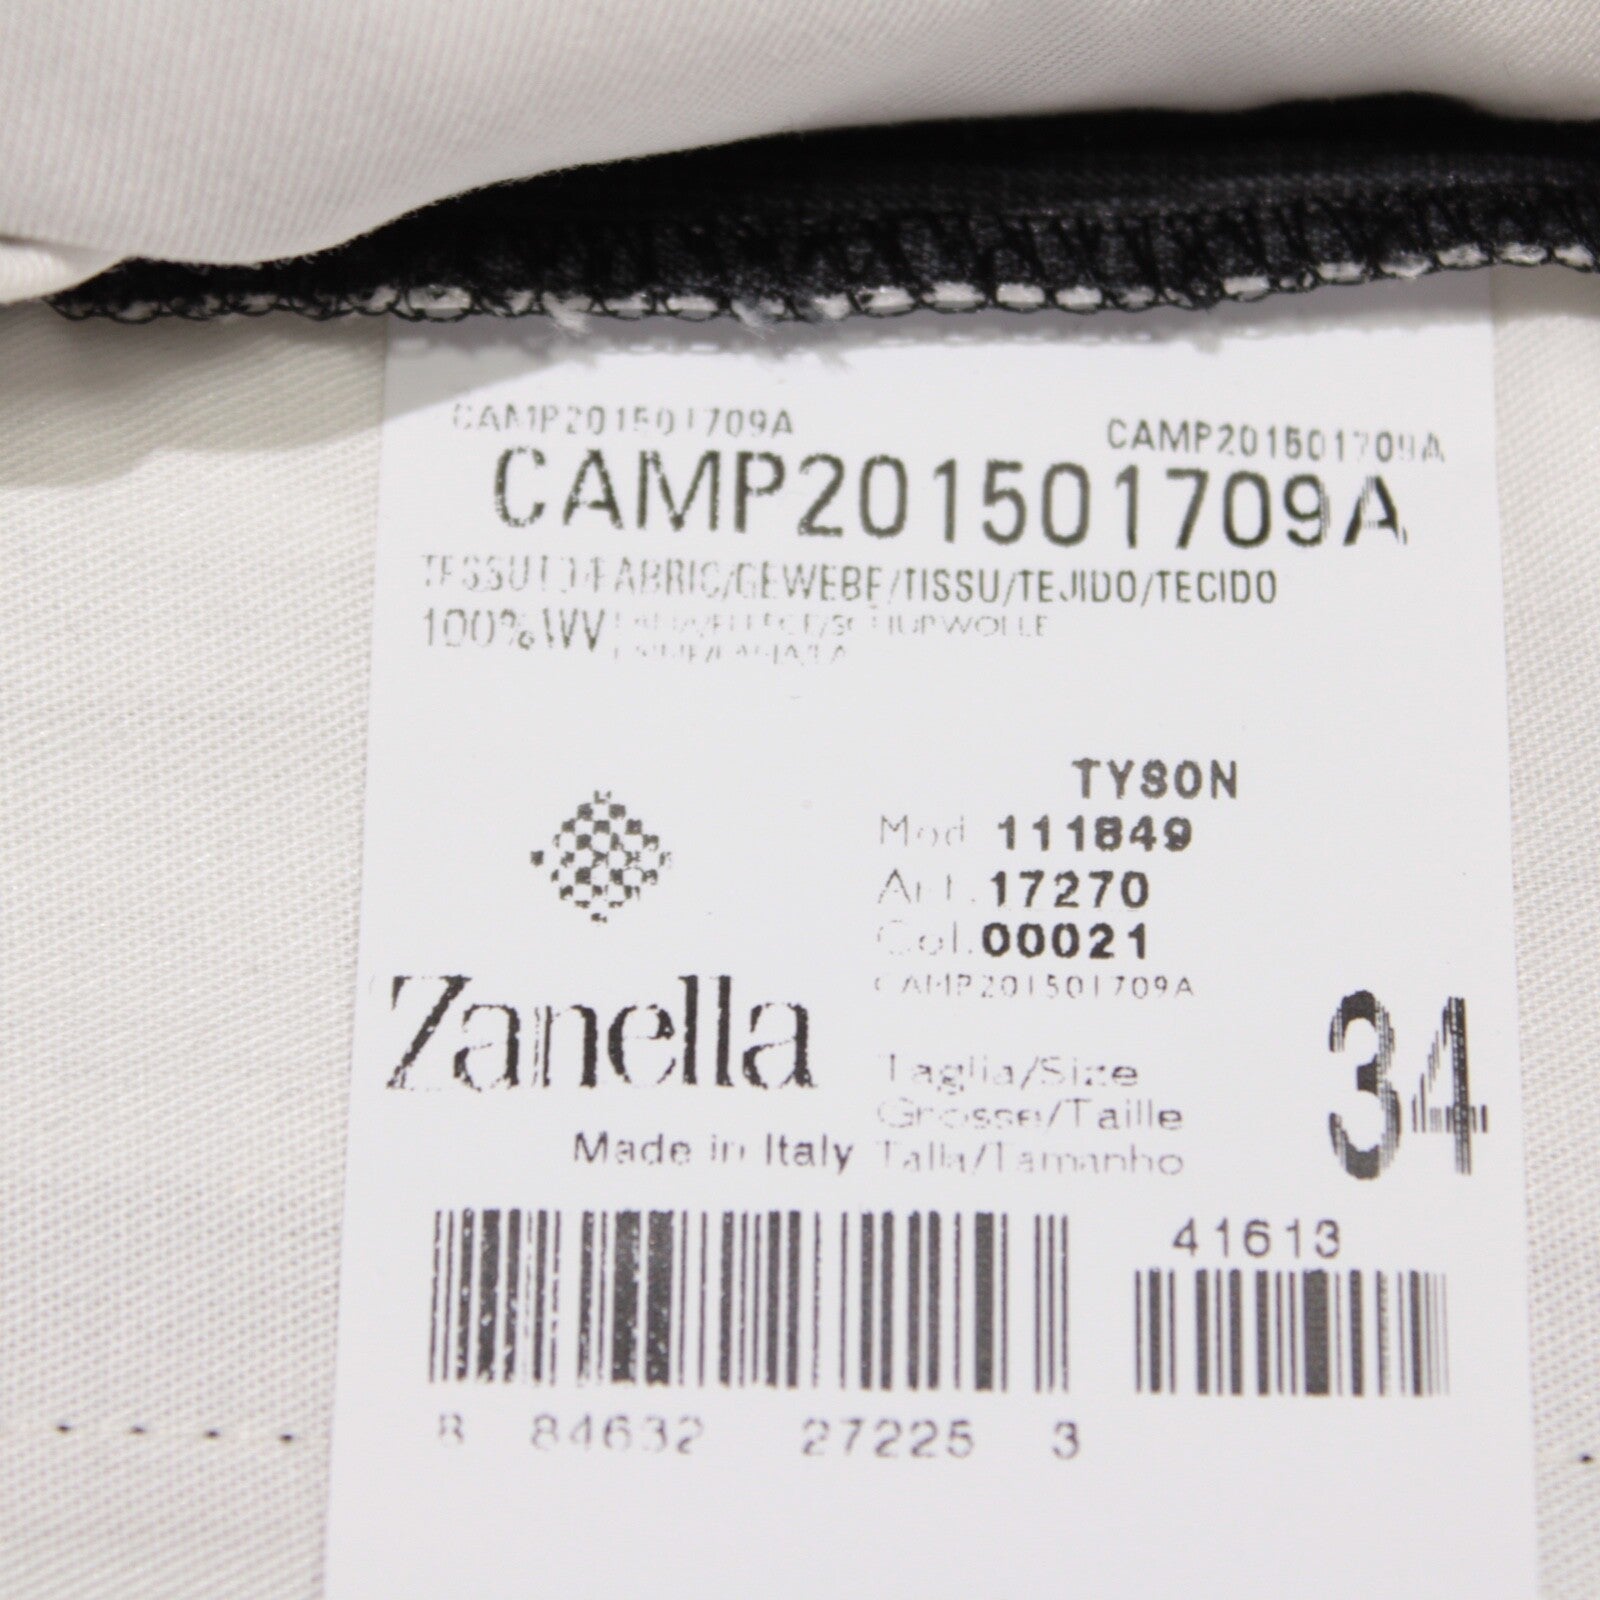 CAMP201501709A
CAMP201501709A
CAMP201501709A
TESSUTO/FABRIC/GEWEBE/TISSU/TEJIDO/TECIDO
100%WV
TYSON
Mod. 111849
Art. 17270
Col. 00021
CAMP201501709A
Zanella
Made in Italy
Taglia/Size
Grosse/Taille
Talla/Tamanho
34
41613
8 84632 27225 3